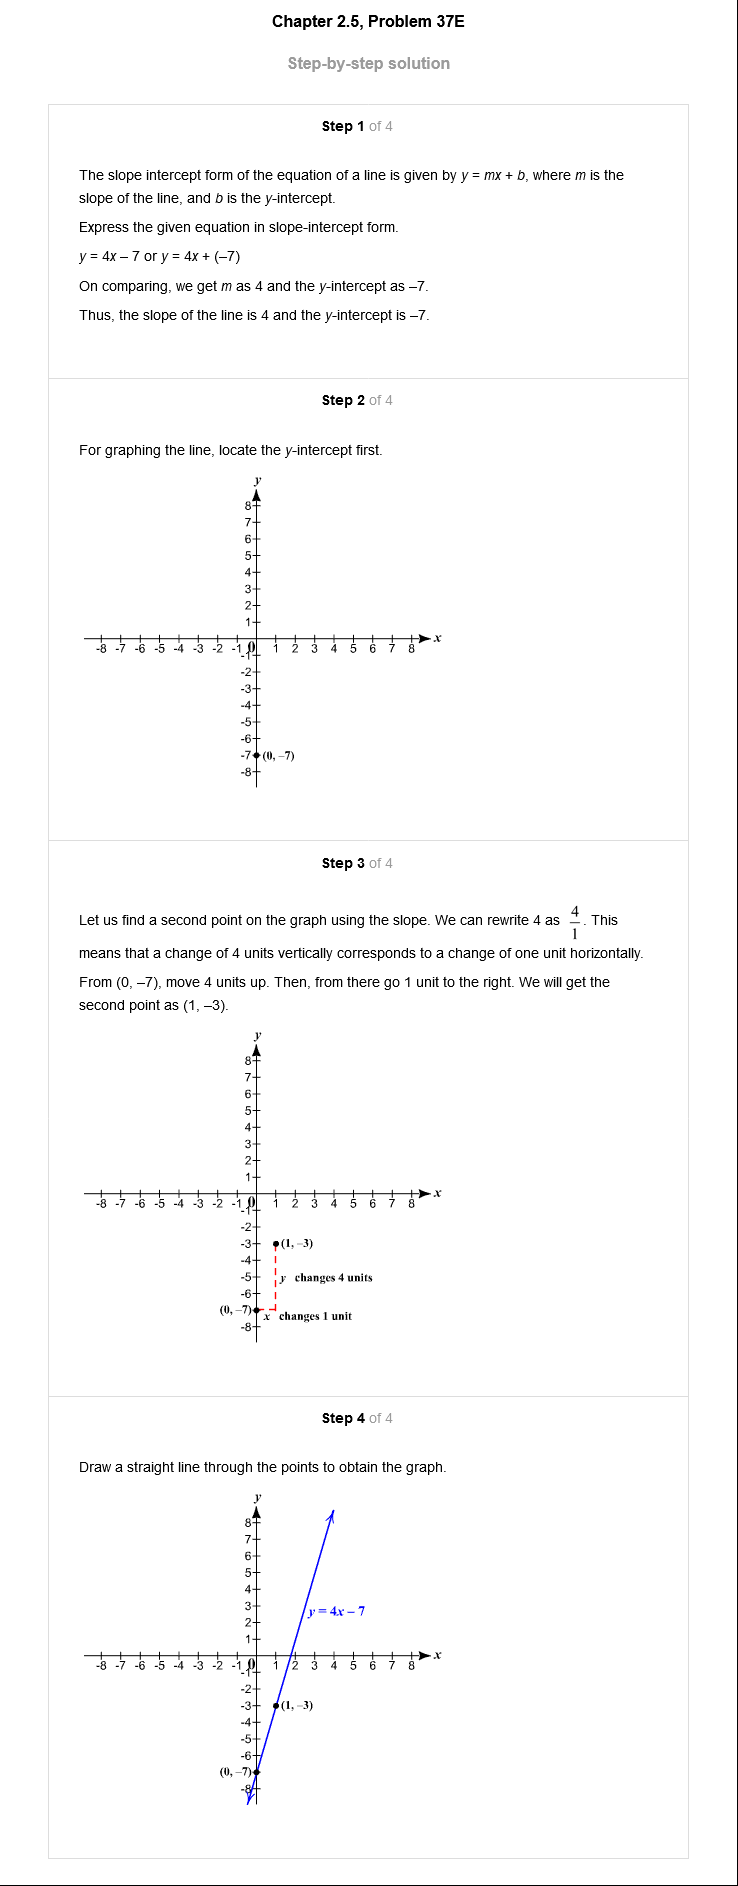 Chapter 2.5, Problem 37E
Step-by-step solution
Step 1 of 4
The slope intercept form of the equation of a line is given by y = mx + b, where m is the
slope of the line, and b is the y-intercept.
Express the given equation in slope-intercept form.
y = 4x – 7 or y = 4x + (–7)
On comparing, we get m as 4 and the y-intercept as –7.
Thus, the slope of the line is 4 and the y-intercept is –7.
Step 2 of 4
For graphing the line, locate the y-intercept first.
y
8
7
6
5
4
3
2
1
x
-8 -7 -6 -5 -4 -3 -2 -1 0 1 2 3 4 5 6 7 8
-1
-2
-3
-4
-5
-6
-7 (0, –7)
-8
Step 3 of 4
Let us find a second point on the graph using the slope. We can rewrite 4 as 4/1. This
means that a change of 4 units vertically corresponds to a change of one unit horizontally.
From (0, –7), move 4 units up. Then, from there go 1 unit to the right. We will get the
second point as (1, –3).
y
8
7
6
5
4
3
2
1
x
-8 -7 -6 -5 -4 -3 -2 -1 0 1 2 3 4 5 6 7 8
-1
-2
-3 (1, –3)
-4
-5 y changes 4 units
-6
(0, –7)
x changes 1 unit
-8
Step 4 of 4
Draw a straight line through the points to obtain the graph.
y
8
7
6
5
4
3 y = 4x – 7
2
1
x
-8 -7 -6 -5 -4 -3 -2 -1 0 1 2 3 4 5 6 7 8
-1
-2
-3 (1, –3)
-4
-5
-6
(0, –7)
-8